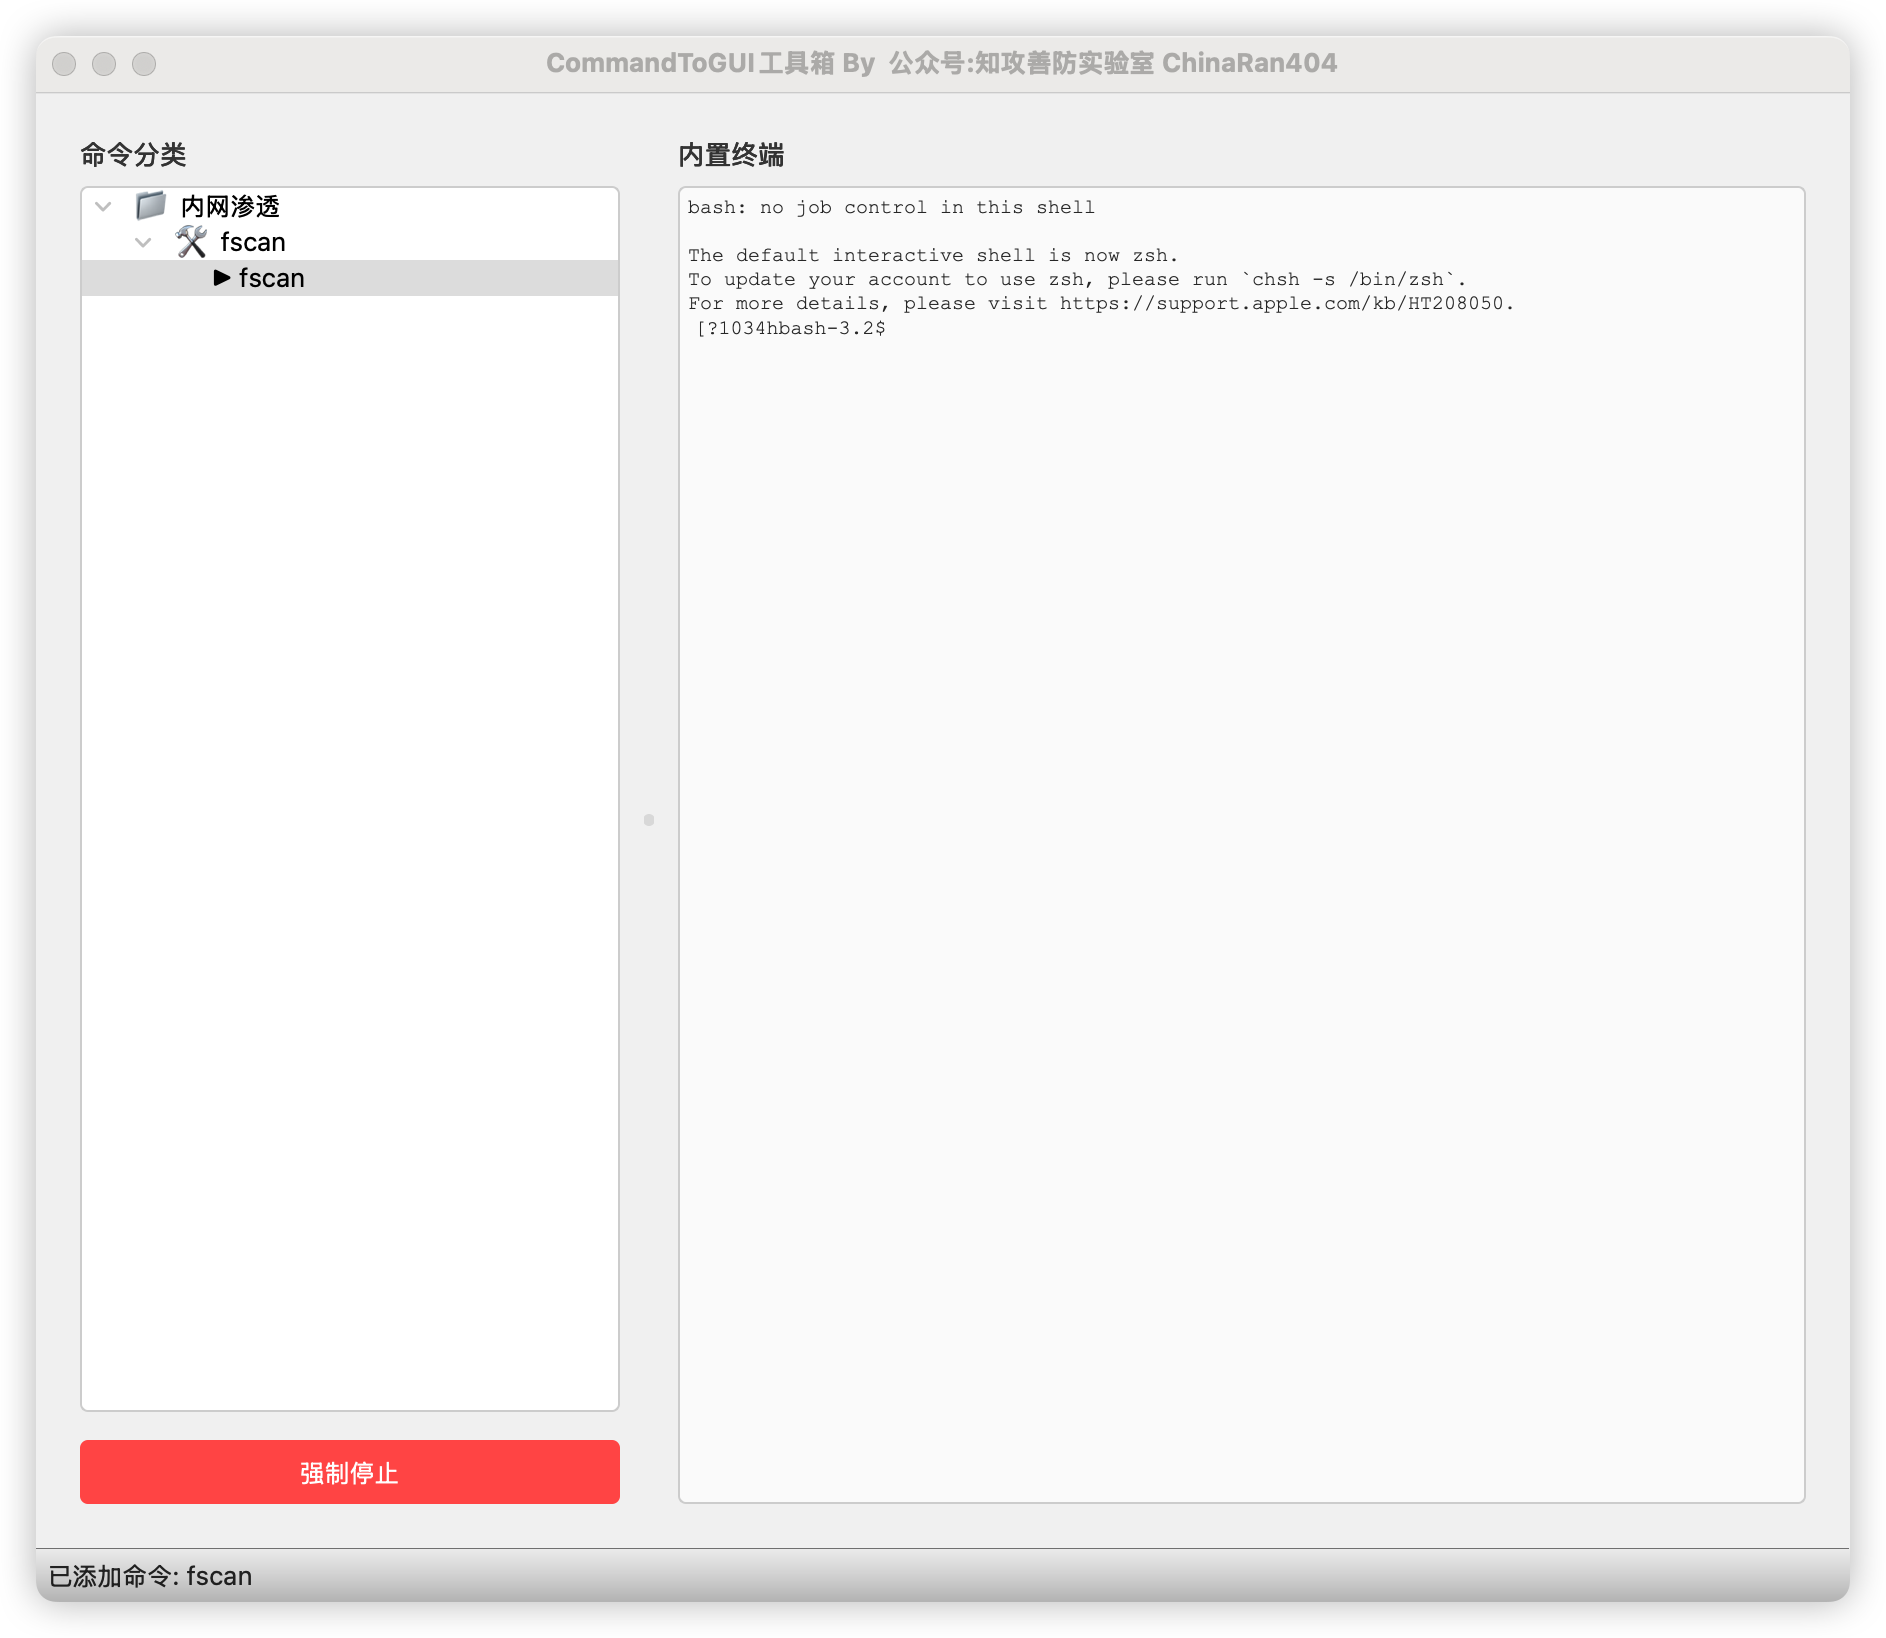 CommandToGUI工具箱 By 公众号:知攻善防实验室 ChinaRan404
命令分类
内网渗透
fscan
fscan
强制停止
内置终端
bash: no job control in this shell
The default interactive shell is now zsh.
To update your account to use zsh, please run `chsh -s /bin/zsh`.
For more details, please visit https://support.apple.com/kb/HT208050.
[?1034hbash-3.2$
已添加命令: fscan